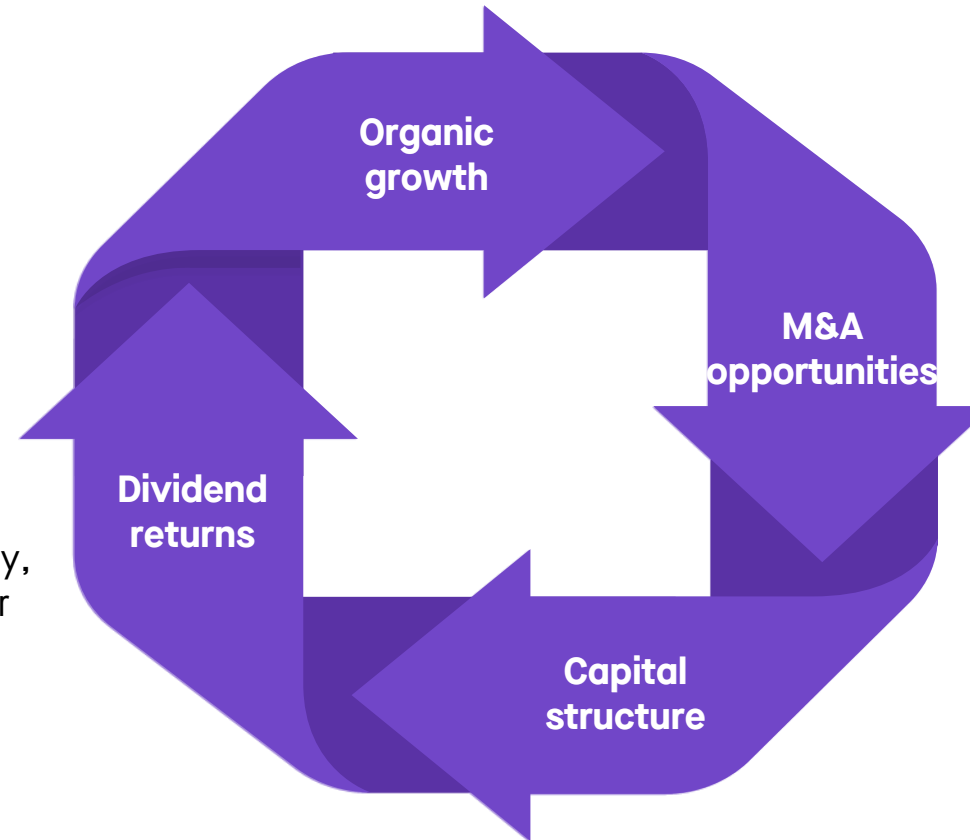 Organic
growth
M&A
opportunities
Dividend
returns
y,
r
Capital
structure